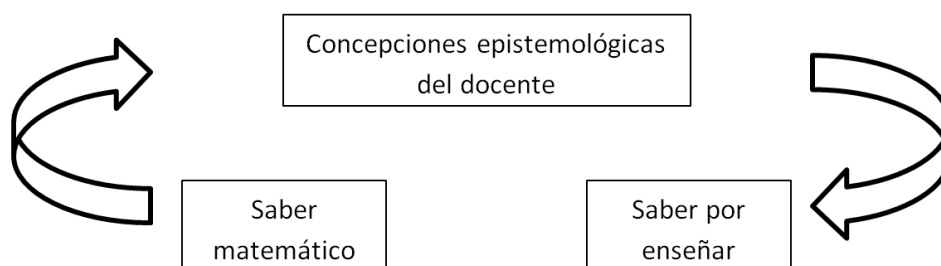 Concepciones epistemológicas
del docente
Saber
matemático
Saber por
enseñar